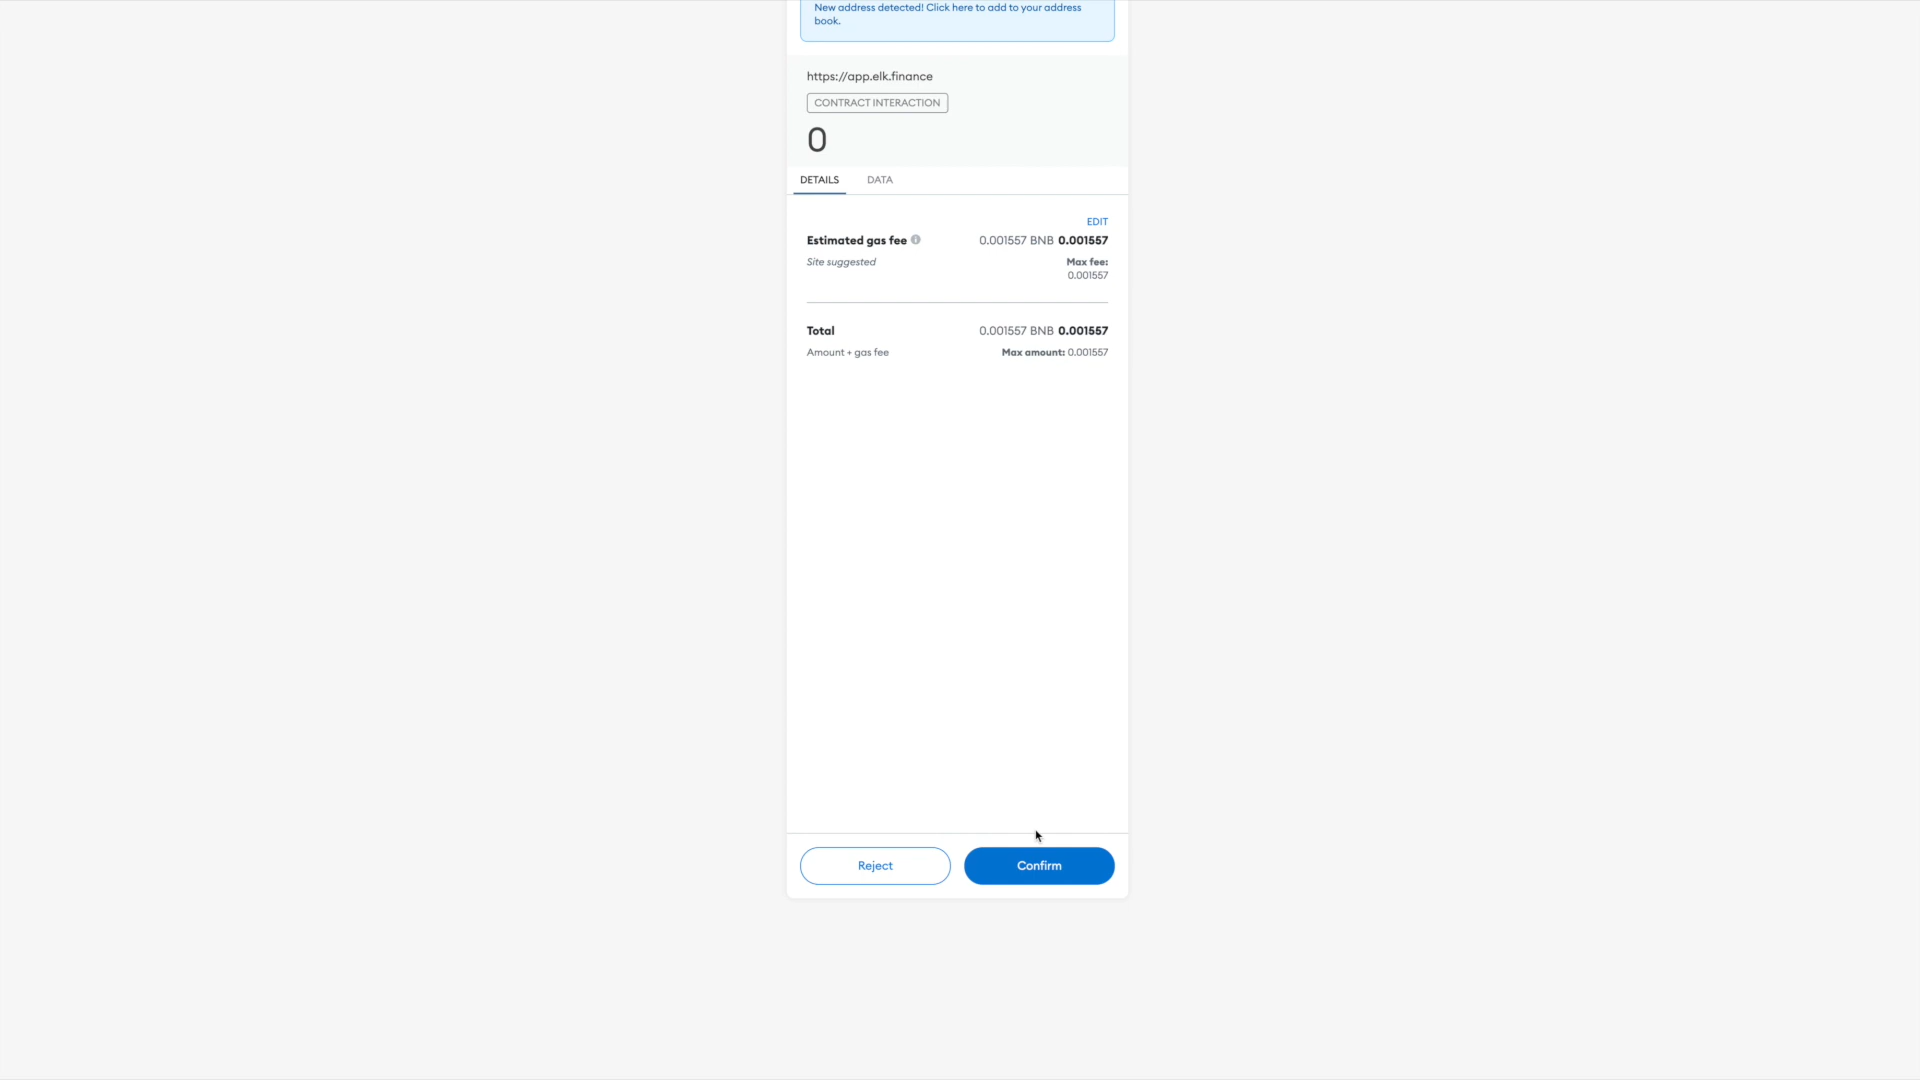 New address detected! Click here to add to your address
book.
https://app.elk.finance
CONTRACT INTERACTION
0
DETAILS DATA
EDIT
Estimated gas fee 0.001557 BNB 0.001557
Site suggested Max fee:
0.001557
Total 0.001557 BNB 0.001557
Amount + gas fee Max amount: 0.001557
Reject Confirm